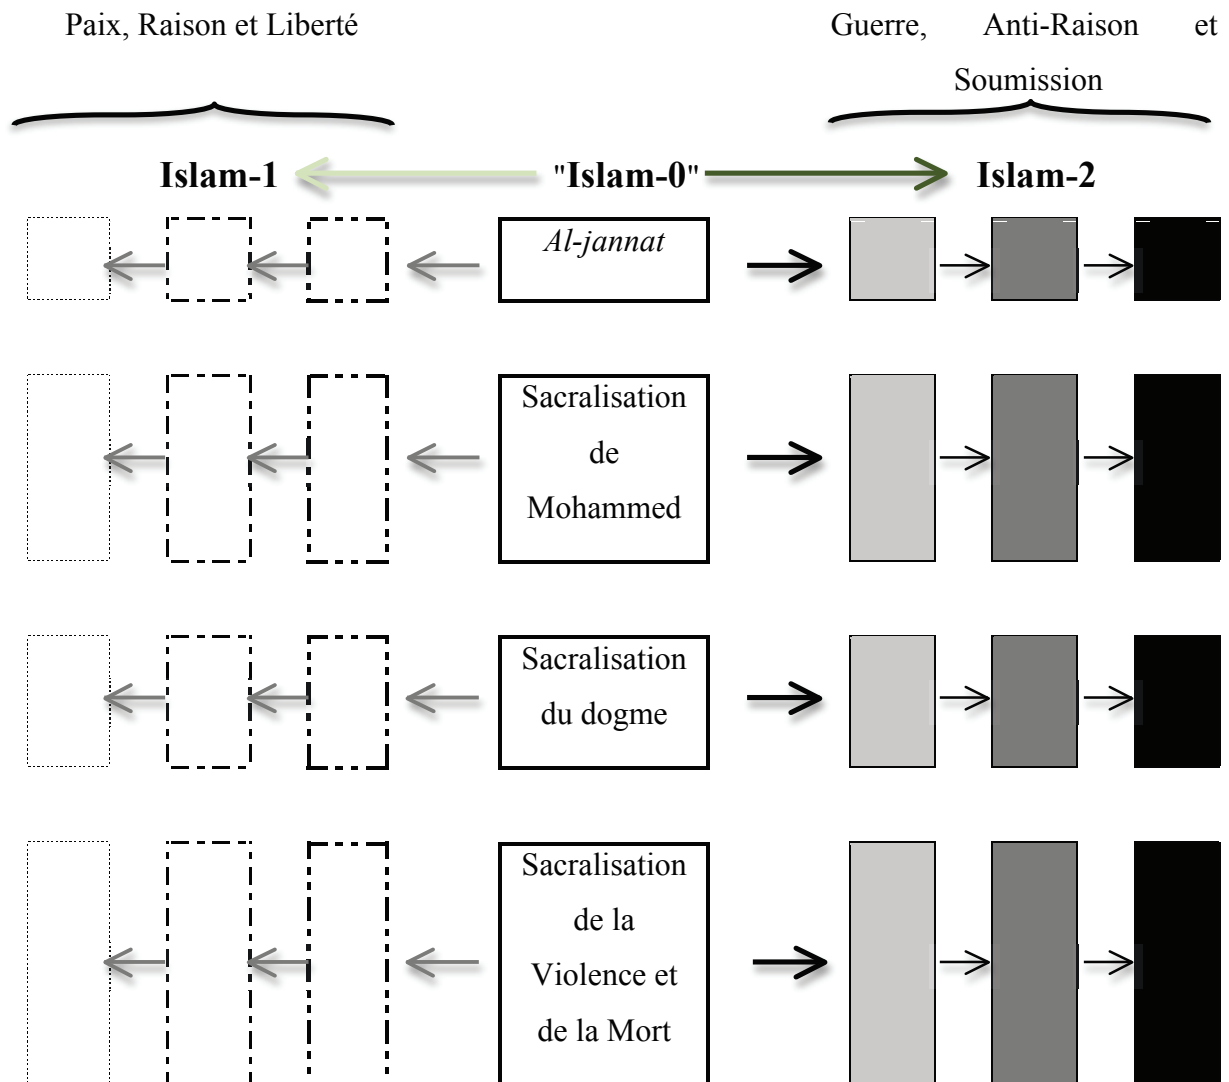 Paix, Raison et Liberté
Guerre, Anti-Raison et
Soumission
Islam-1 "Islam-0" Islam-2
Al-jannat
Sacralisation
de
Mohammed
Sacralisation
du dogme
Sacralisation
de la
Violence et
de la Mort